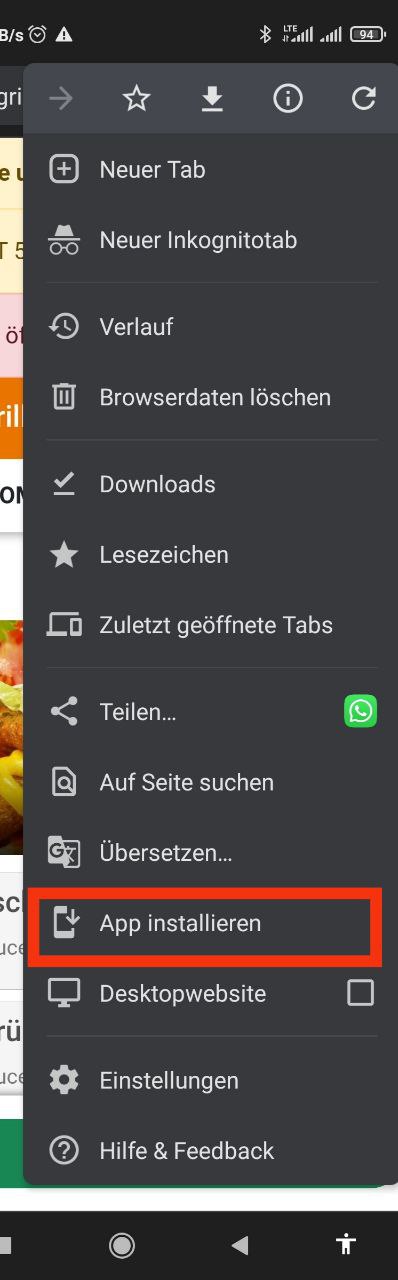 B/s
LTE
94
gri
Neuer Tab
Neuer Inkognitotab
Verlauf
Browserdaten löschen
Downloads
Lesezeichen
Zuletzt geöffnete Tabs
Teilen...
Auf Seite suchen
Übersetzen...
App installieren
Desktopwebsite
Einstellungen
Hilfe & Feedback